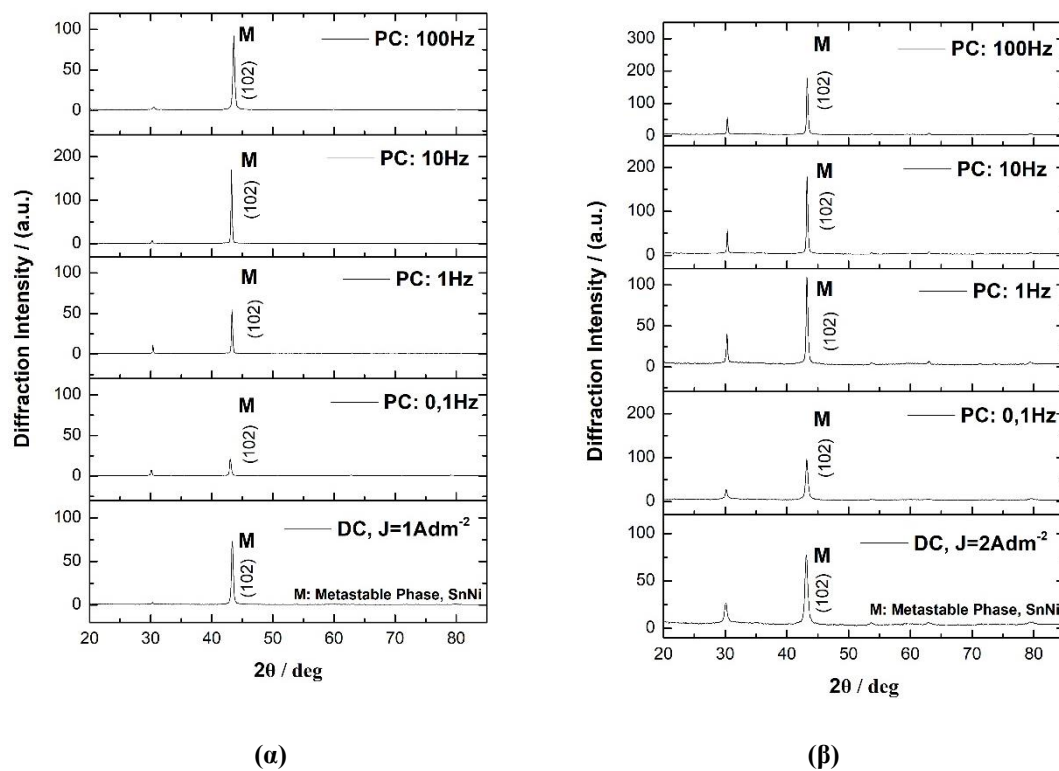 Diffraction Intensity / (a.u.)
100
50
0
M
(102)
PC: 100Hz
200
100
0
M
(102)
PC: 10Hz
100
50
0
M
(102)
PC: 1Hz
100
50
0
M
(102)
PC: 0,1Hz
100
50
0
M
(102)
DC, J=1Adm-2
M: Metastable Phase, SnNi
20 30 40 50 60 70 80
2θ / deg
(α)
Diffraction Intensity / (a.u.)
300
200
100
0
M
(102)
PC: 100Hz
200
100
0
M
(102)
PC: 10Hz
100
50
0
M
(102)
PC: 1Hz
200
100
0
M
(102)
PC: 0,1Hz
100
50
0
M
(102)
DC, J=2Adm-2
M: Metastable Phase, SnNi
20 30 40 50 60 70 80
2θ / deg
(β)